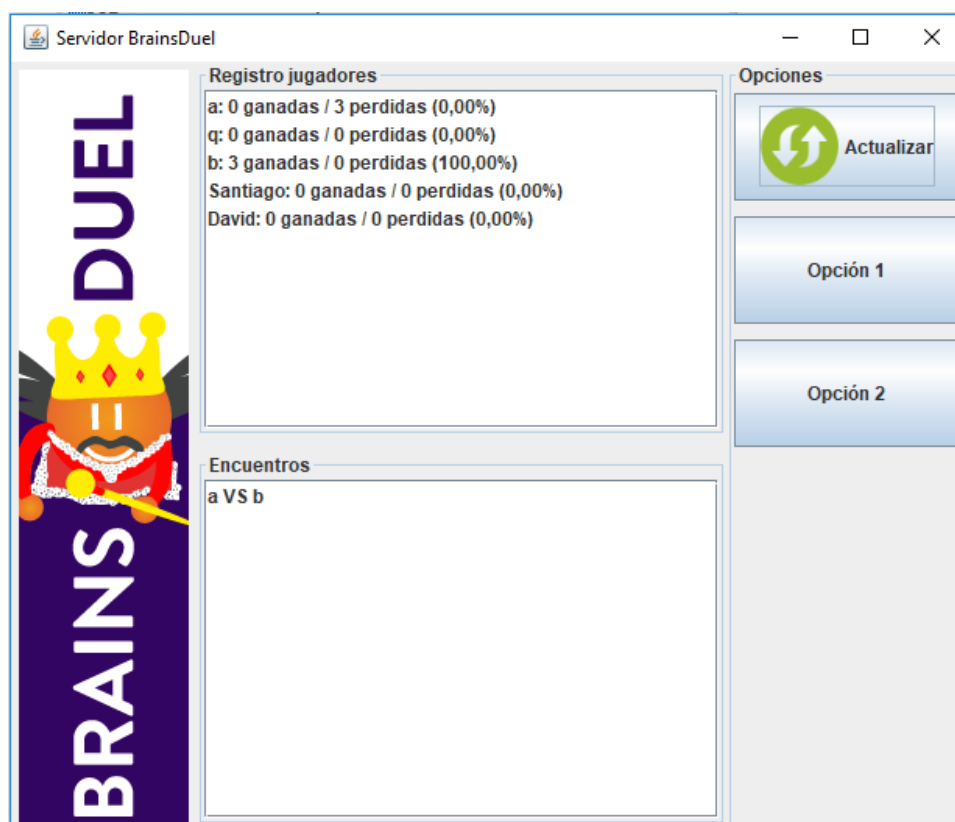 Servidor BrainsDuel
BRAINS DUEL
Registro jugadores
a: 0 ganadas / 3 perdidas (0,00%)
q: 0 ganadas / 0 perdidas (0,00%)
b: 3 ganadas / 0 perdidas (100,00%)
Santiago: 0 ganadas / 0 perdidas (0,00%)
David: 0 ganadas / 0 perdidas (0,00%)
Encuentros
a VS b
Opciones
Actualizar
Opción 1
Opción 2